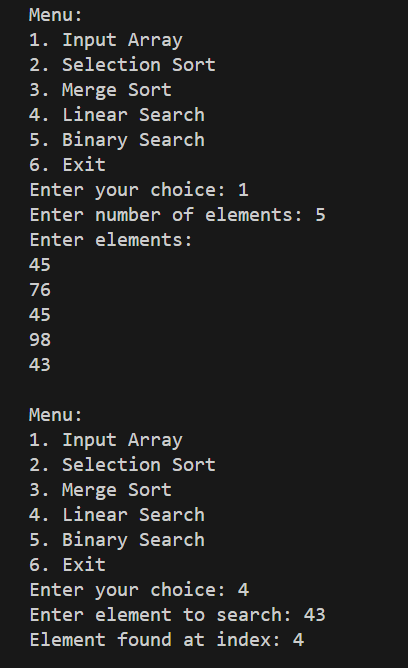 Menu:
1. Input Array
2. Selection Sort
3. Merge Sort
4. Linear Search
5. Binary Search
6. Exit
Enter your choice: 1
Enter number of elements: 5
Enter elements:
45
76
45
98
43
Menu:
1. Input Array
2. Selection Sort
3. Merge Sort
4. Linear Search
5. Binary Search
6. Exit
Enter your choice: 4
Enter element to search: 43
Element found at index: 4